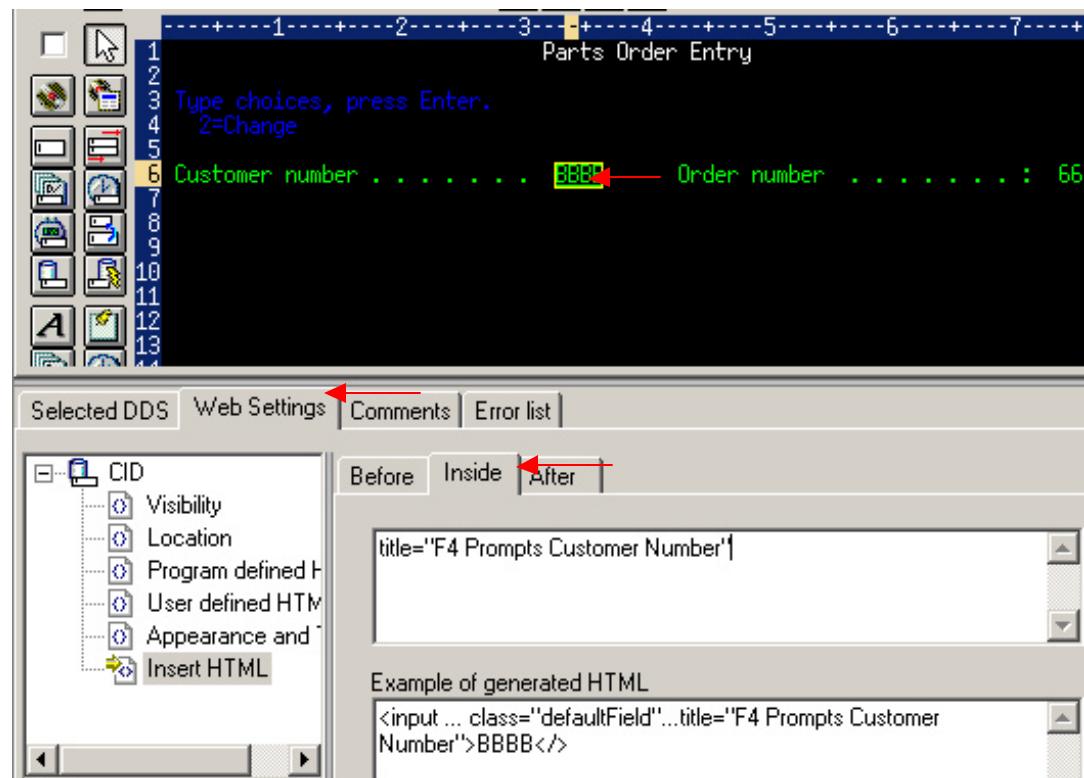 ----+----1----+----2----+----3----+----4----+----5----+----6----+----7----+
1 Parts Order Entry
2
3 Type choices, press Enter.
4 2=Change
5
6 Customer number . . . . . . . BBBB Order number . . . . . . . : 66
7
8
9
10
11
12
13
Selected DDS Web Settings Comments Error list
CID
Visibility
Location
Program defined H
User defined HTM
Appearance and
Insert HTML
Before Inside After
title="F4 Prompts Customer Number"
Example of generated HTML
<input ... class="defaultField"...title="F4 Prompts Customer
Number">BBBB</>